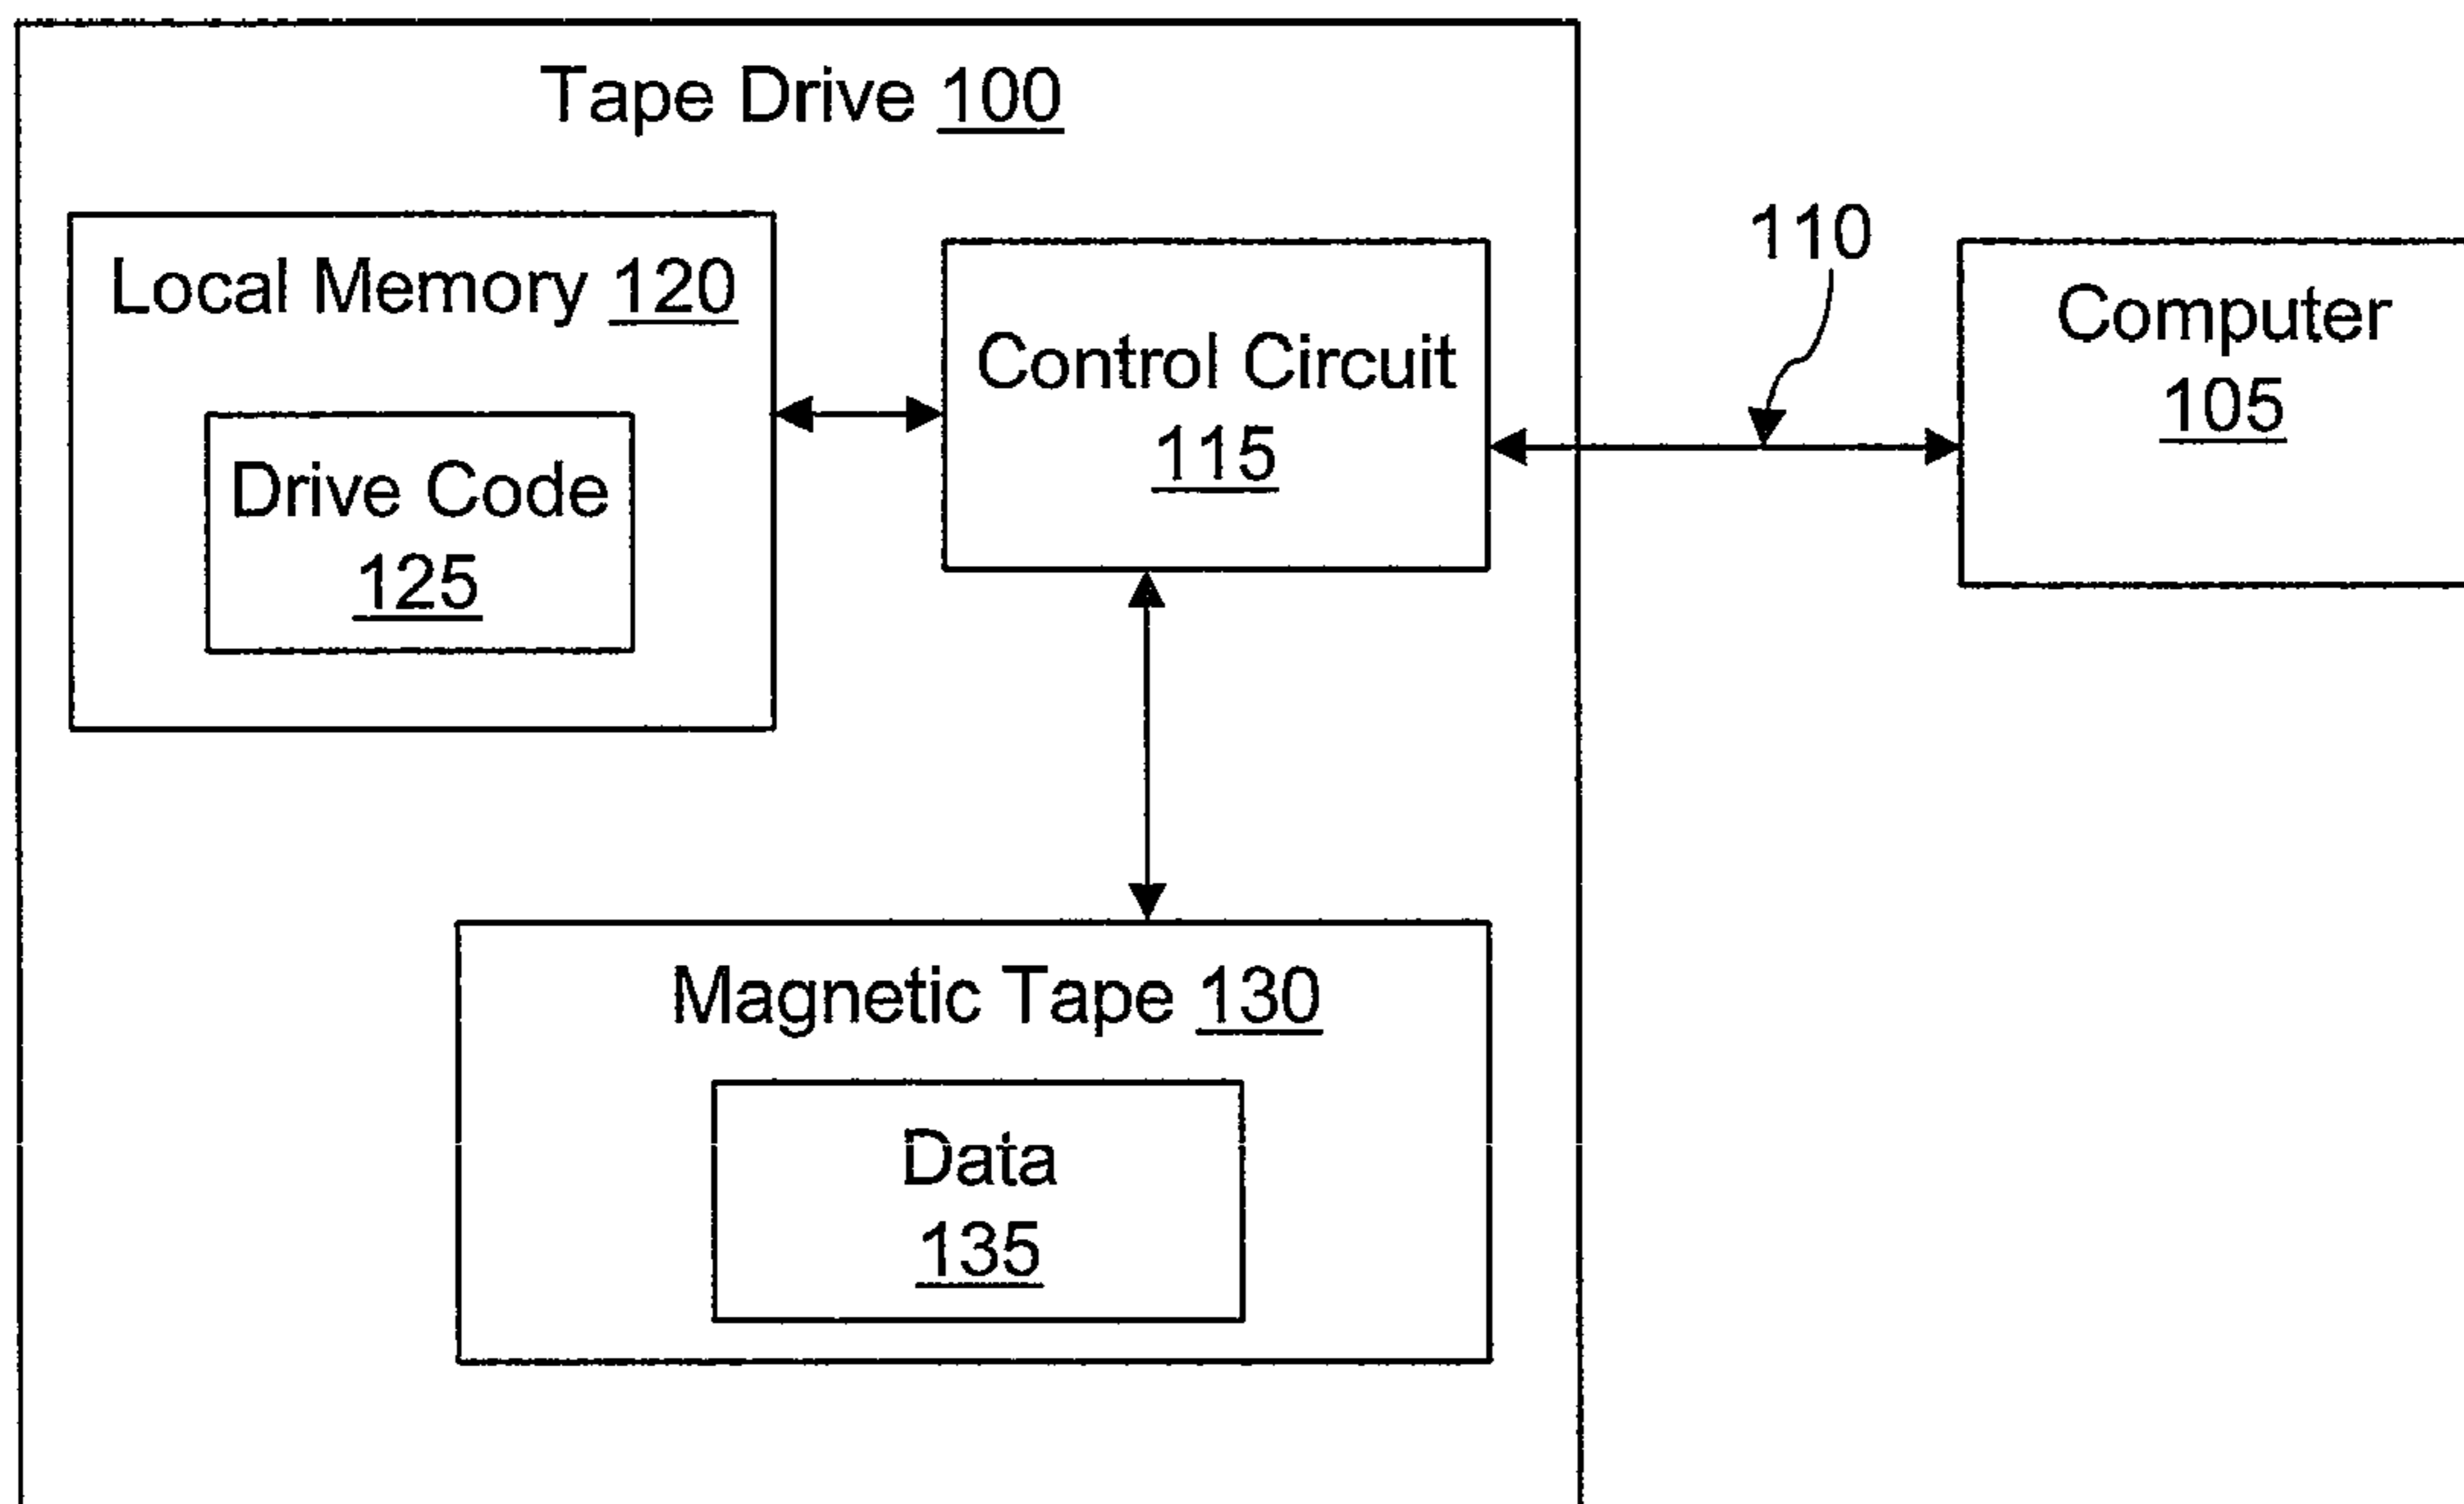 Tape Drive 100
Local Memory 120
Drive Code
125
Control Circuit
115
110
Computer
105
Magnetic Tape 130
Data
135